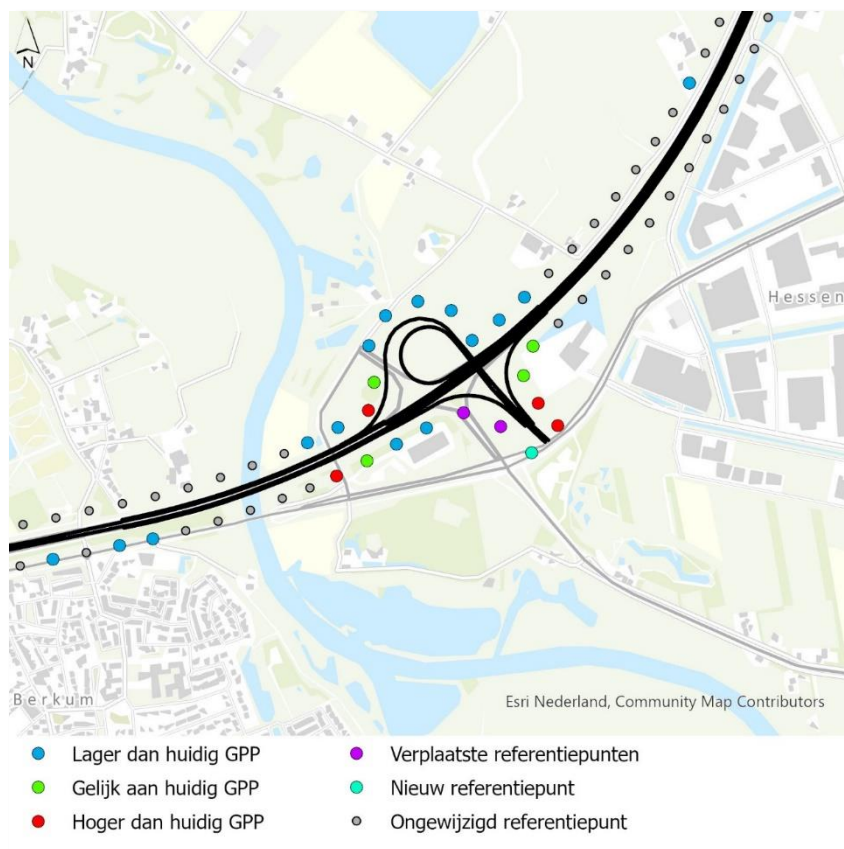 N
Hessen
Berkum
Esri Nederland, Community Map Contributors
Lager dan huidig GPP
Gelijk aan huidig GPP
Hoger dan huidig GPP
Verplaatste referentiepunten
Nieuw referentiepunt
Ongewijzigd referentiepunt